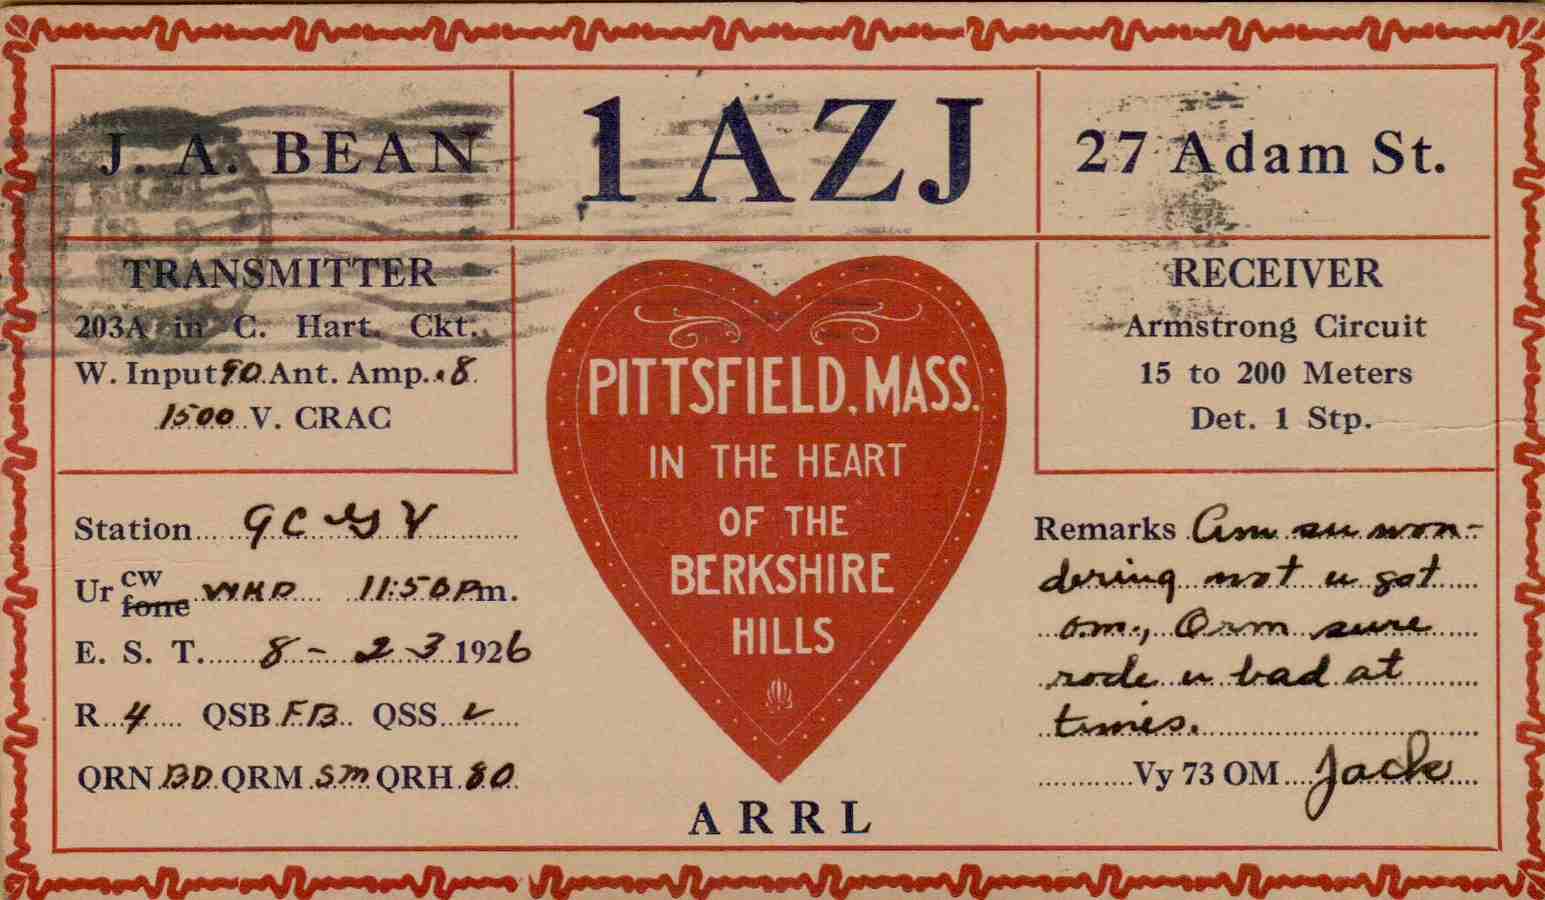 J. A. BEAN
1AZJ
27 Adam St.
TRANSMITTER
203A in C. Hart. Ckt.
W. Input 90 Ant. Amp. .8
1500 V. CRAC
RECEIVER
Armstrong Circuit
15 to 200 Meters
Det. 1 Stp.
PITTSFIELD, MASS.
IN THE HEART
OF THE
BERKSHIRE
HILLS
ARRL
Station
Ur CW fone WKD 11:50 Pm.
E. S. T. 8 - 23 1926
R 4 QSB FB QSS ✓
QRN BD QRM SM QRH 80
Remarks Am su won-
dering wot u got
om., Qrm sure
rode u bad at
times.
Vy 73 OM Jack